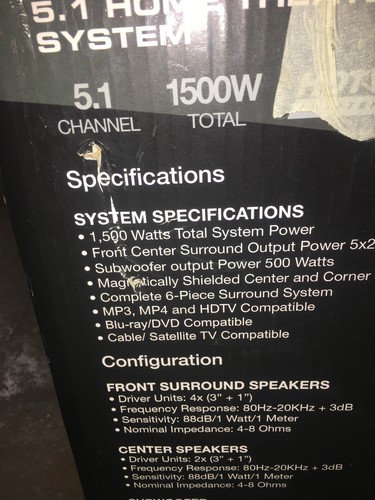 5.1 HOME THEATER
SYSTEM
5.1
CHANNEL
1500W
TOTAL
Specifications
SYSTEM SPECIFICATIONS
• 1,500 Watts Total System Power
• Front Center Surround Output Power 5x2
• Subwoofer output Power 500 Watts
• Magnetically Shielded Center and Corner
• Complete 6-Piece Surround System
• MP3, MP4 and HDTV Compatible
• Blu-ray/DVD Compatible
• Cable/ Satellite TV Compatible
Configuration
FRONT SURROUND SPEAKERS
• Driver Units: 4x (3" + 1")
• Frequency Response: 80Hz-20KHz + 3dB
• Sensitivity: 88dB/1 Watt/1 Meter
• Nominal Impedance: 4-8 Ohms
CENTER SPEAKERS
• Driver Units: 2x (3" + 1")
• Frequency Response: 80Hz-20KHz + 3dB
• Sensitivity: 88dB/1 Watt/1 Meter
• Nominal Impedance: 4-8 Ohms
SUBWOOFER